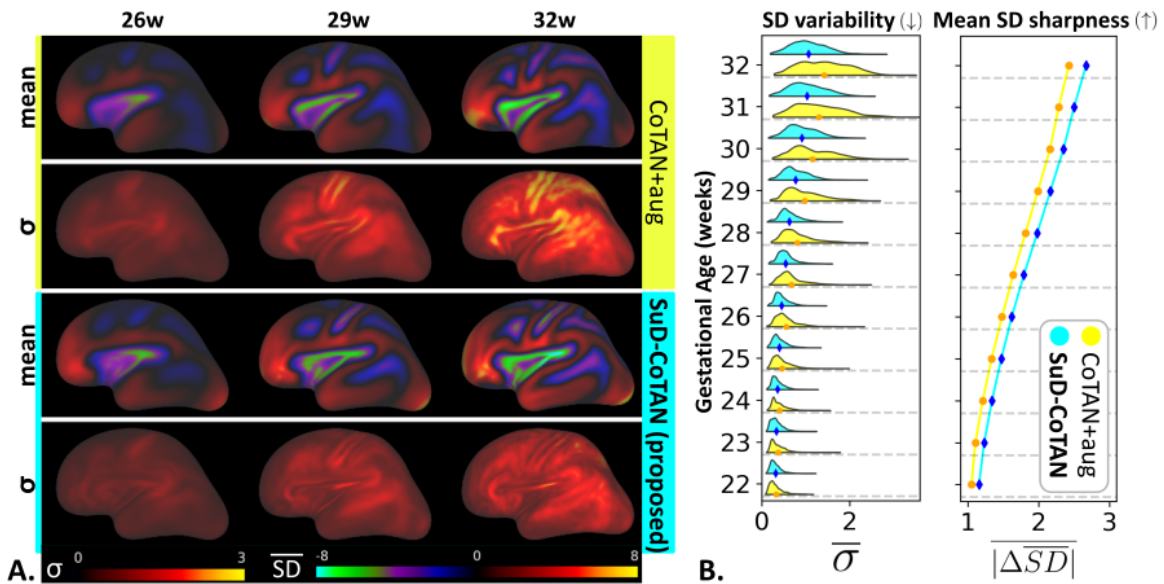 26w 29w 32w
mean
σ
CoTAN+aug
mean
σ
SuD-CoTAN (proposed)
A.
σ 0 3
SD -8 0 8
SD variability (↓)
Mean SD sharpness (↑)
Gestational Age (weeks)
32
31
30
29
28
27
26
25
24
23
22
0 2
σ
1 2 3
|ΔSD|
CoTAN+aug
SuD-CoTAN
B.